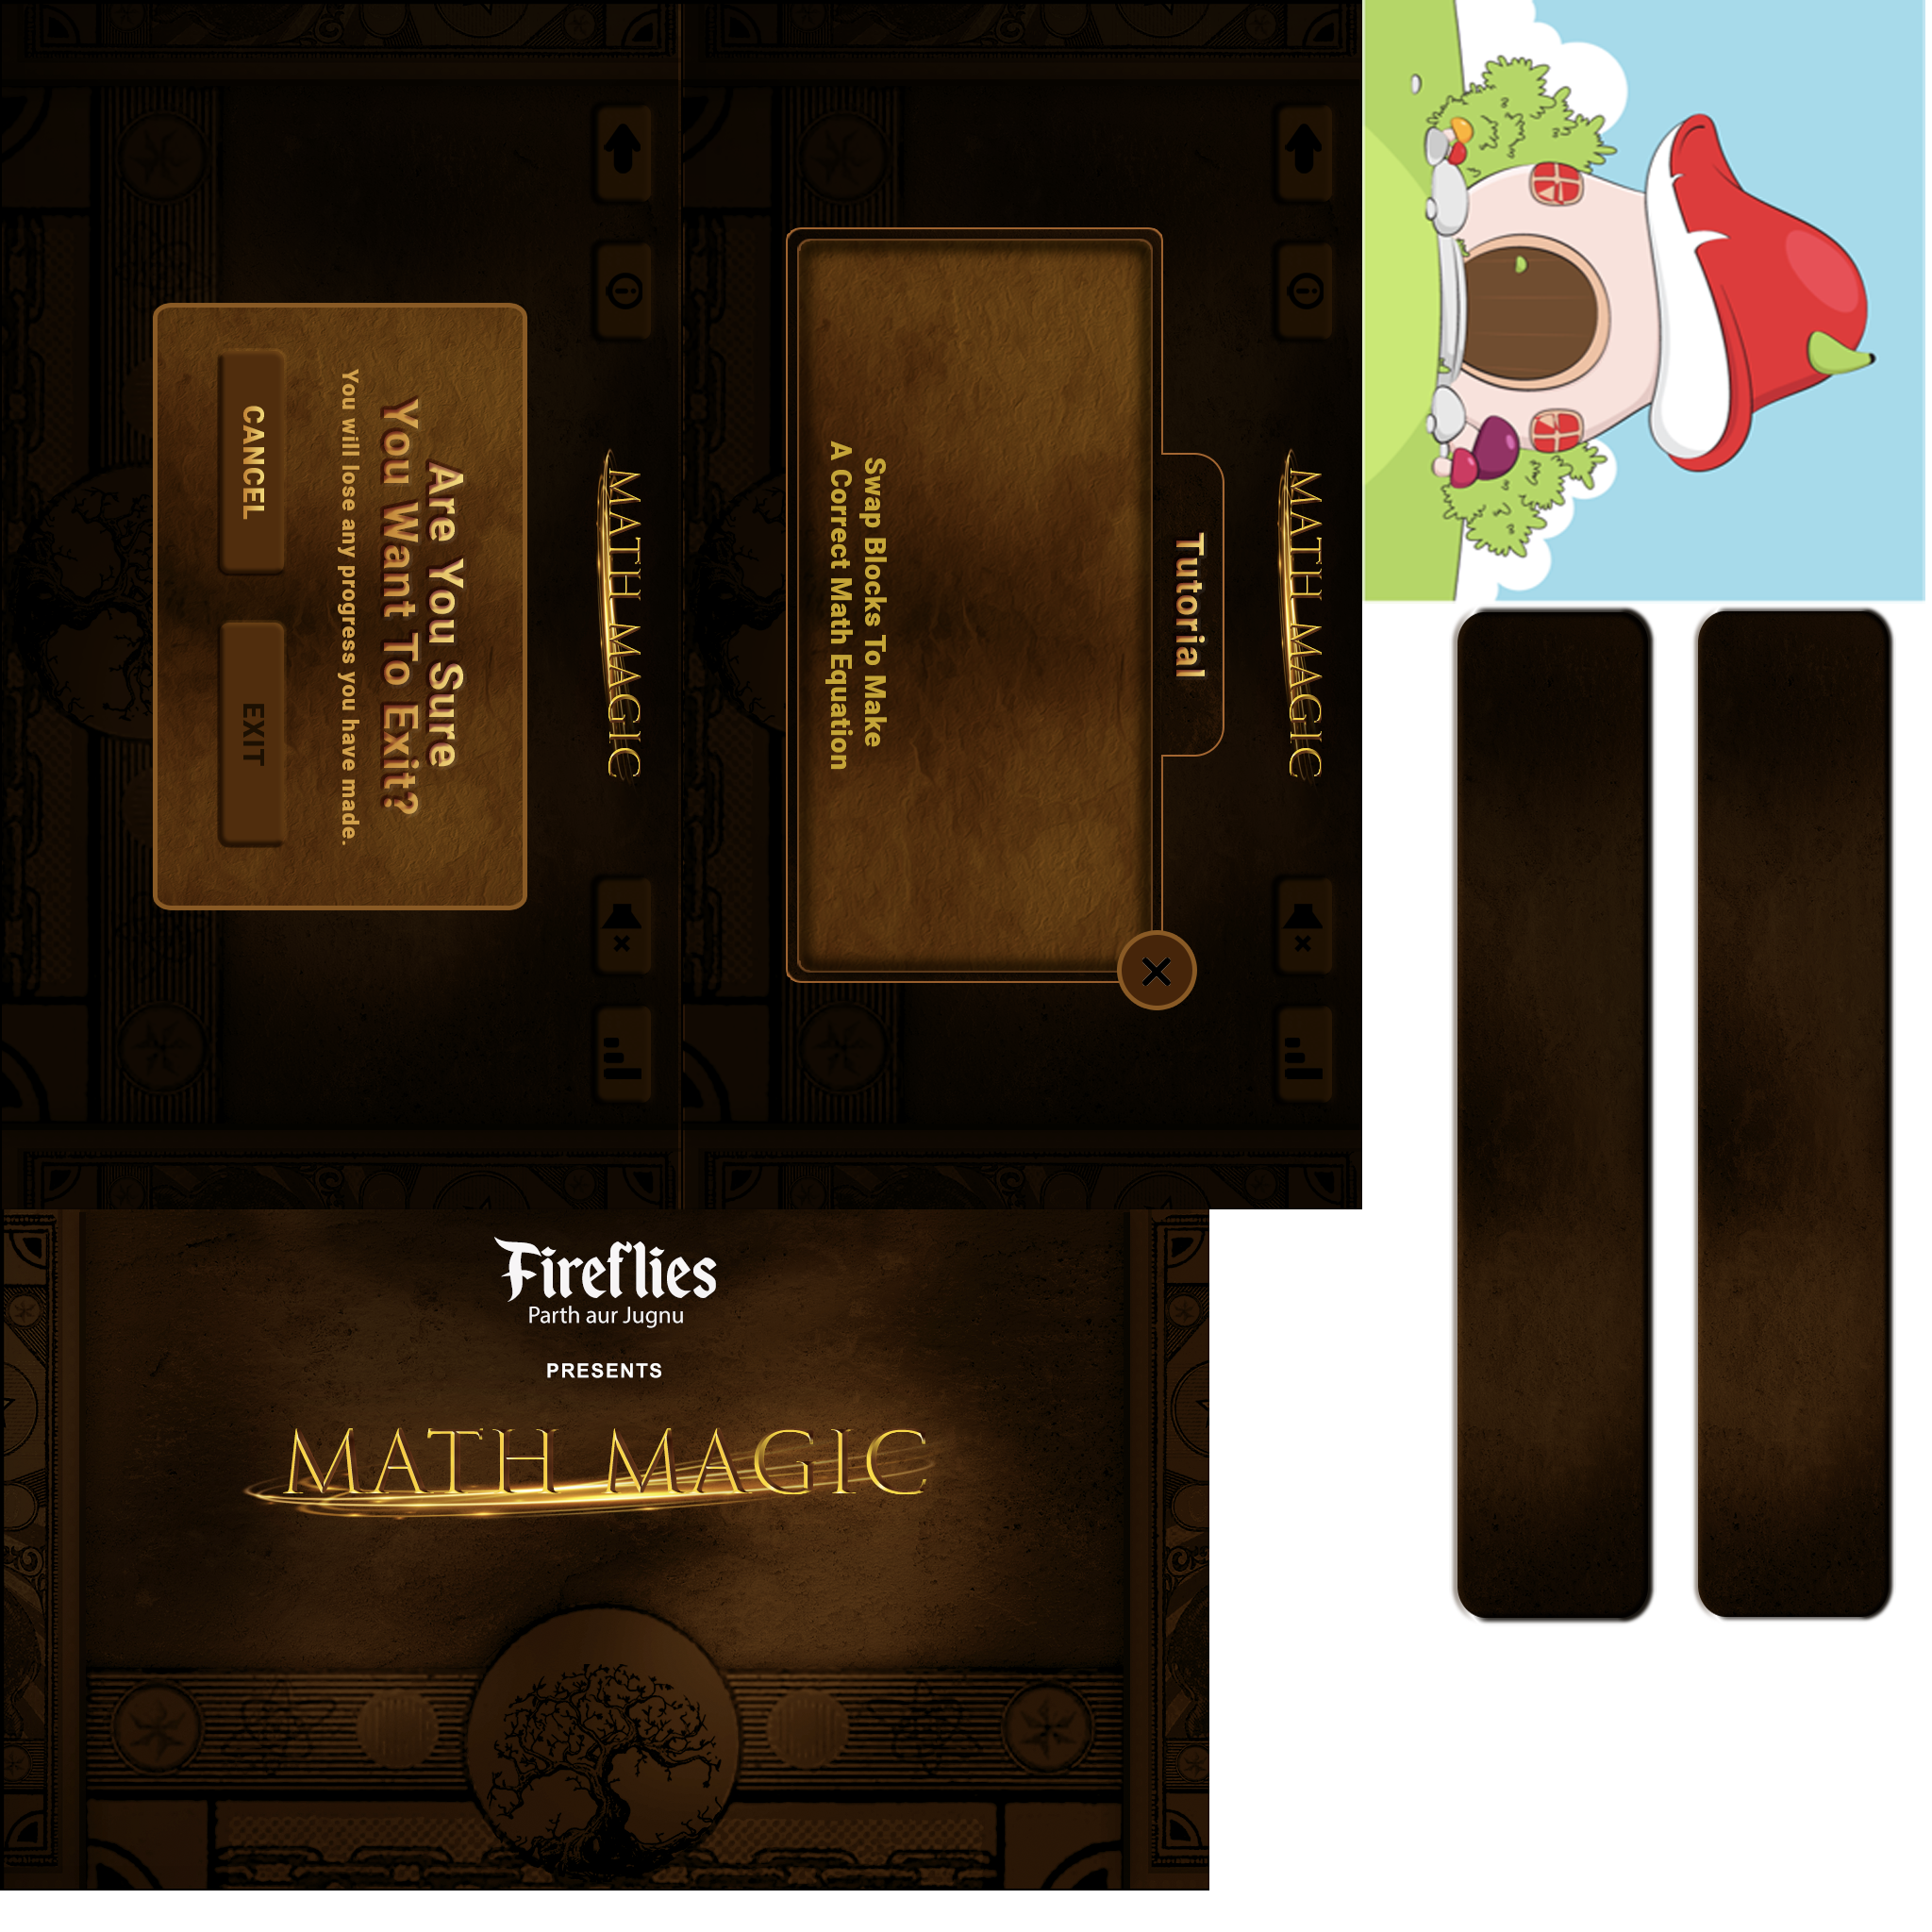 MATH MAGIC
Are You Sure
You Want To Exit?
You will lose any progress you have made.
CANCEL
EXIT
MATH MAGIC
Tutorial
Swap Blocks To Make
A Correct Math Equation
Fireflies
Parth aur Jugnu
PRESENTS
MATH MAGIC